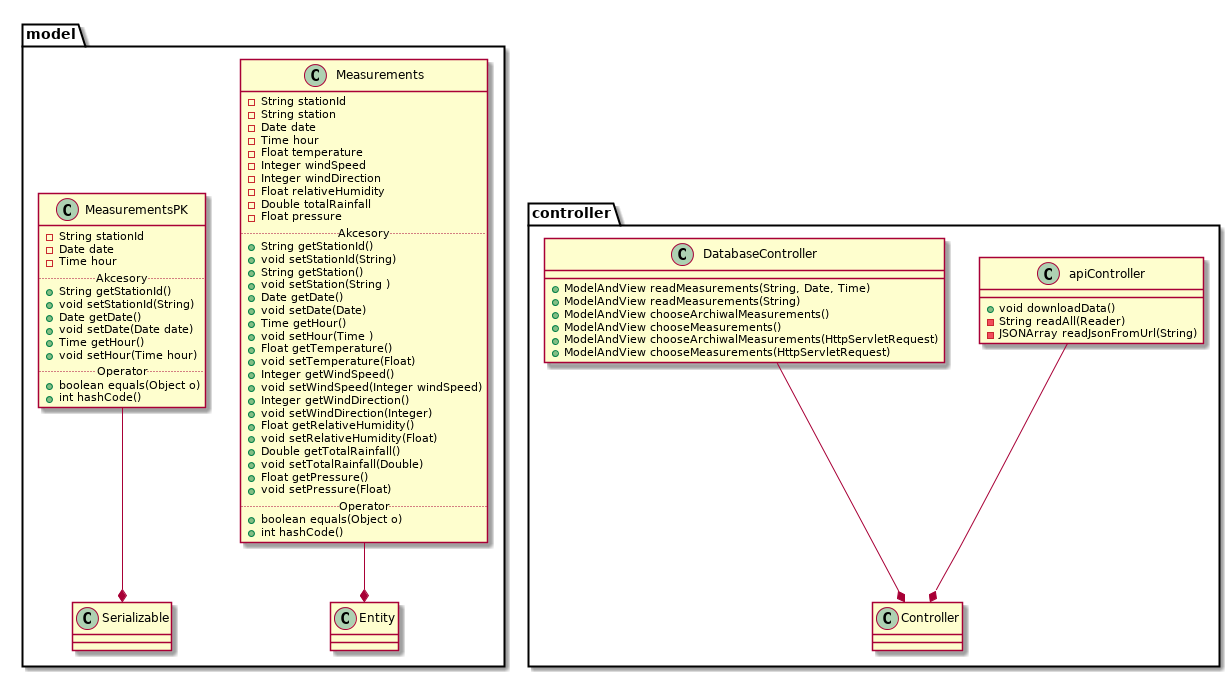 model
C Measurements
String stationId
String station
Date date
Time hour
Float temperature
Integer windSpeed
Integer windDirection
Float relativeHumidity
Double totalRainfall
Float pressure
Akcesory
String getStationId()
void setStationId(String)
String getStation()
void setStation(String )
Date getDate()
void setDate(Date)
Time getHour()
void setHour(Time )
Float getTemperature()
void setTemperature(Float)
Integer getWindSpeed()
void setWindSpeed(Integer windSpeed)
Integer getWindDirection()
void setWindDirection(Integer)
Float getRelativeHumidity()
void setRelativeHumidity(Float)
Double getTotalRainfall()
void setTotalRainfall(Double)
Float getPressure()
void setPressure(Float)
Operator
boolean equals(Object o)
int hashCode()
C MeasurementsPK
String stationId
Date date
Time hour
Akcesory
String getStationId()
void setStationId(String)
Date getDate()
void setDate(Date date)
Time getHour()
void setHour(Time hour)
Operator
boolean equals(Object o)
int hashCode()
C Serializable
C Entity
controller
C DatabaseController
ModelAndView readMeasurements(String, Date, Time)
ModelAndView readMeasurements(String)
ModelAndView chooseArchiwalMeasurements()
ModelAndView chooseMeasurements()
ModelAndView chooseArchiwalMeasurements(HttpServletRequest)
ModelAndView chooseMeasurements(HttpServletRequest)
C apiController
void downloadData()
String readAll(Reader)
JSONArray readJsonFromUrl(String)
C Controller